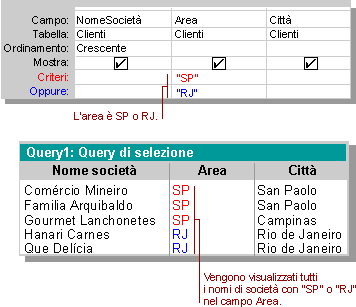 Campo: NomeSocietà Area Città
Tabella: Clienti Clienti Clienti
Ordinamento: Crescente
Mostra:
Criteri: "SP"
Oppure: "RJ"
L'area è SP o RJ.
Query1: Query di selezione
Nome società Area Città
Comércio Mineiro SP San Paolo
Familia Arquibaldo SP San Paolo
Gourmet Lanchonetes SP Campinas
Hanari Carnes RJ Rio de Janeiro
Que Delícia RJ Rio de Janeiro
Vengono visualizzati tutti
i nomi di società con "SP" o "RJ"
nel campo Area.